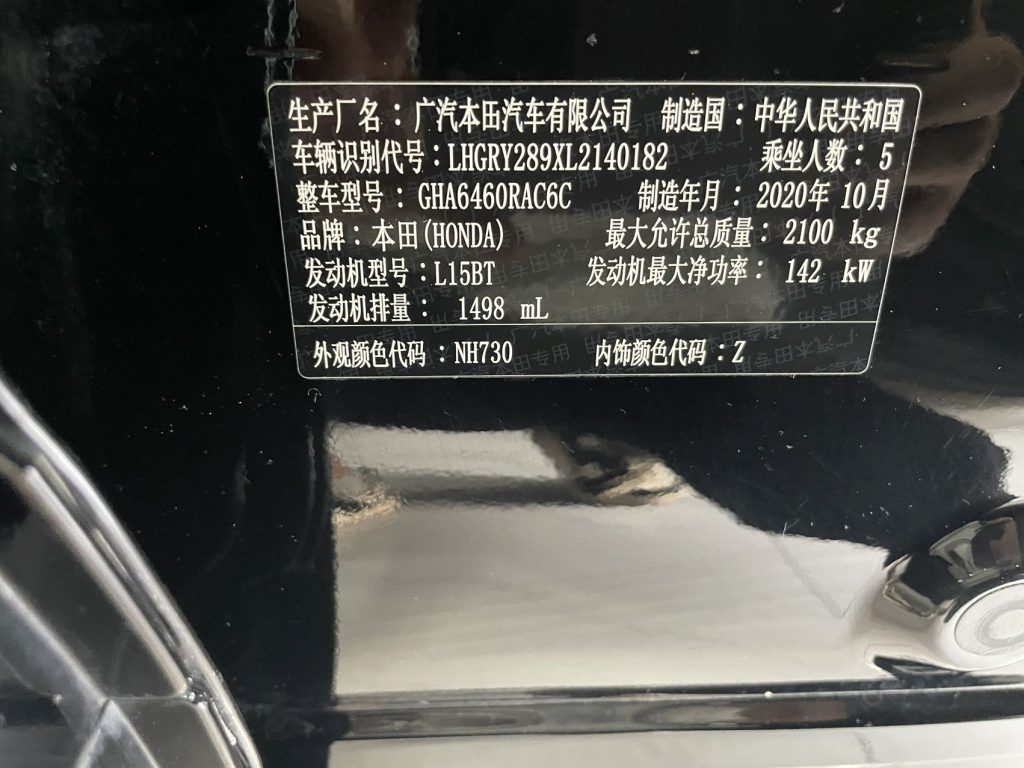 生产厂名：广汽本田汽车有限公司 制造国：中华人民共和国
车辆识别代号：LHGRY289XL2140182 乘坐人数：5
整车型号：GHA6460RAC6C 制造年月：2020年10月
品牌：本田(HONDA) 最大允许总质量：2100 kg
发动机型号：L15BT 发动机最大净功率：142 kW
发动机排量：1498 mL
外观颜色代码：NH730 内饰颜色代码：Z